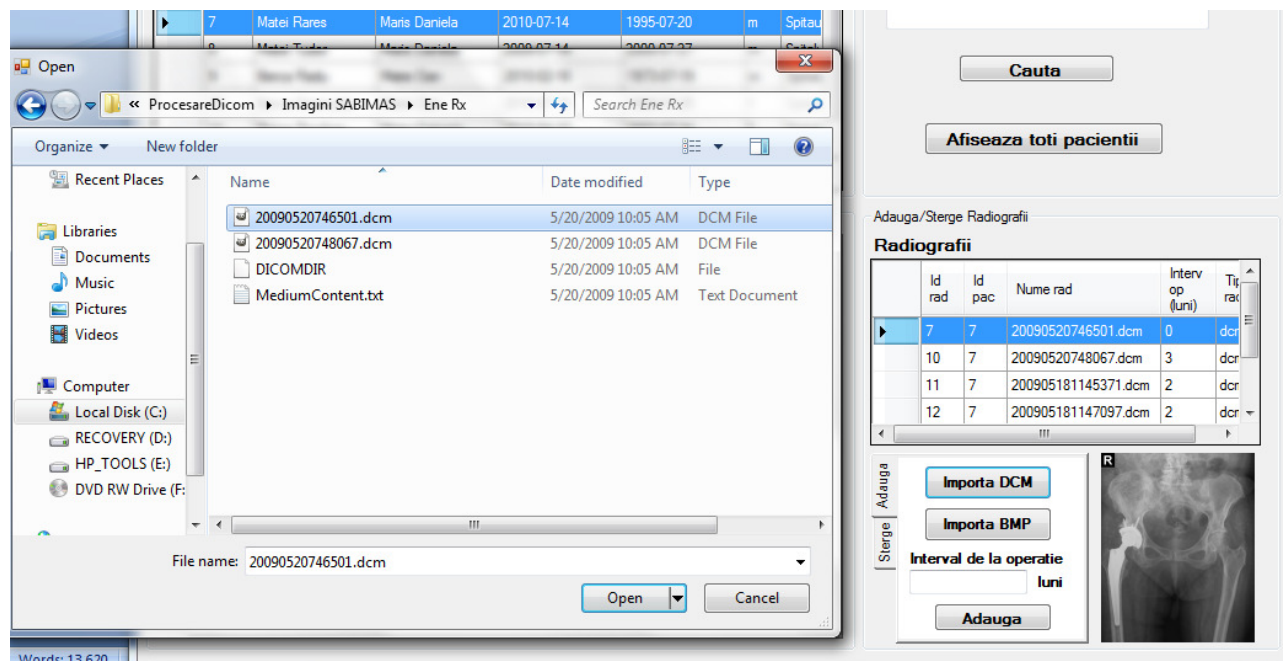 7 Matei Rares Maris Daniela 2010-07-14 1995-07-20 m Spitau
Open
« ProcesareDicom Imagini SABIMAS Ene Rx Search Ene Rx
Organize New folder
Recent Places
Libraries
Documents
Music
Pictures
Videos
Computer
Local Disk (C:)
RECOVERY (D:)
HP_TOOLS (E:)
DVD RW Drive (F:
Name Date modified Type
20090520746501.dcm 5/20/2009 10:05 AM DCM File
20090520748067.dcm 5/20/2009 10:05 AM DCM File
DICOMDIR 5/20/2009 10:05 AM File
MediumContent.txt 5/20/2009 10:05 AM Text Document
File name: 20090520746501.dcm
Open Cancel
Cauta
Afiseaza toti pacientii
Adauga/Sterge Radiografii
Radiografii
Id rad Id pac Nume rad Interv op (luni) Tip rad
7 7 20090520746501.dcm 0 dcr
10 7 20090520748067.dcm 3 dcr
11 7 200905181145371.dcm 2 dcr
12 7 200905181147097.dcm 2 dcr
Adauga
Sterge
Importa DCM
Importa BMP
Interval de la operatie
luni
Adauga
R
Words: 13,620